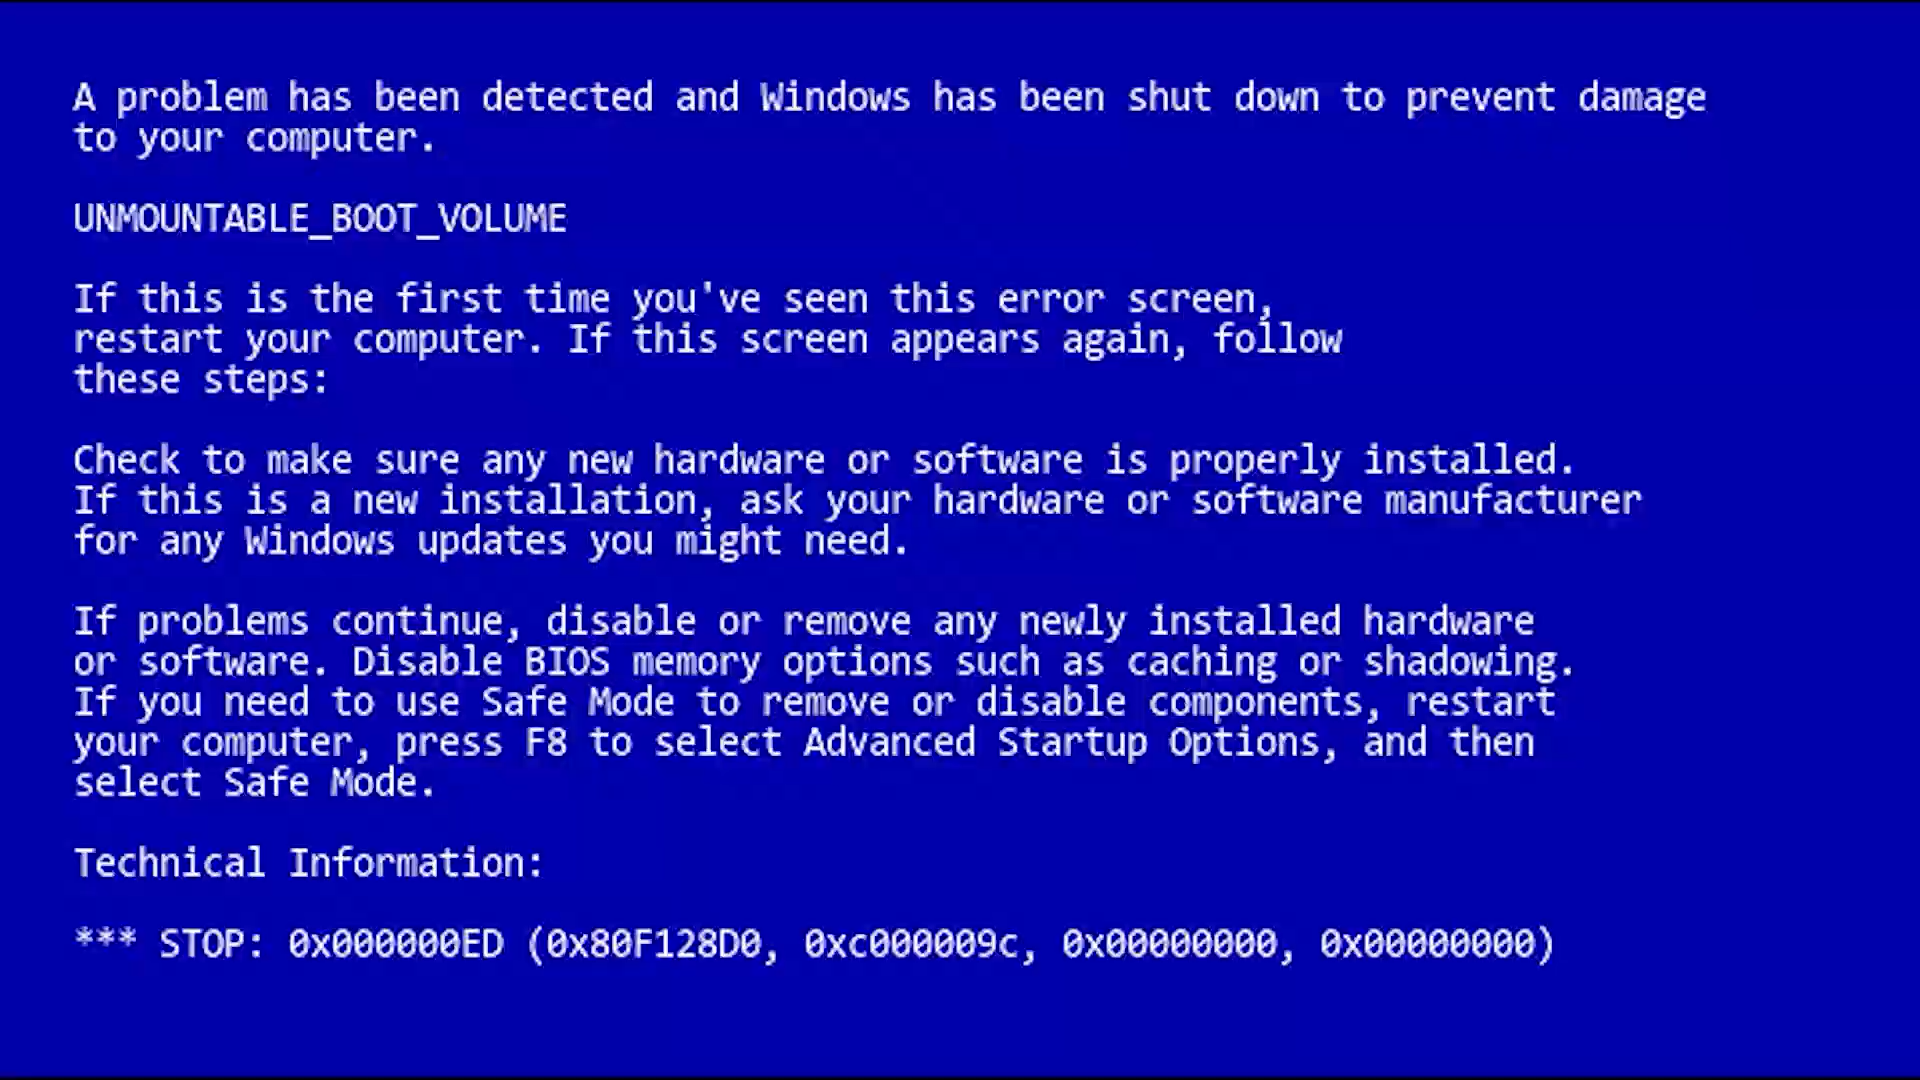 A problem has been detected and Windows has been shut down to prevent damage
to your computer.
UNMOUNTABLE_BOOT_VOLUME
If this is the first time you've seen this error screen,
restart your computer. If this screen appears again, follow
these steps:
Check to make sure any new hardware or software is properly installed.
If this is a new installation, ask your hardware or software manufacturer
for any Windows updates you might need.
If problems continue, disable or remove any newly installed hardware
or software. Disable BIOS memory options such as caching or shadowing.
If you need to use Safe Mode to remove or disable components, restart
your computer, press F8 to select Advanced Startup Options, and then
select Safe Mode.
Technical Information:
*** STOP: 0x000000ED (0x80F128D0, 0xc000009c, 0x00000000, 0x00000000)